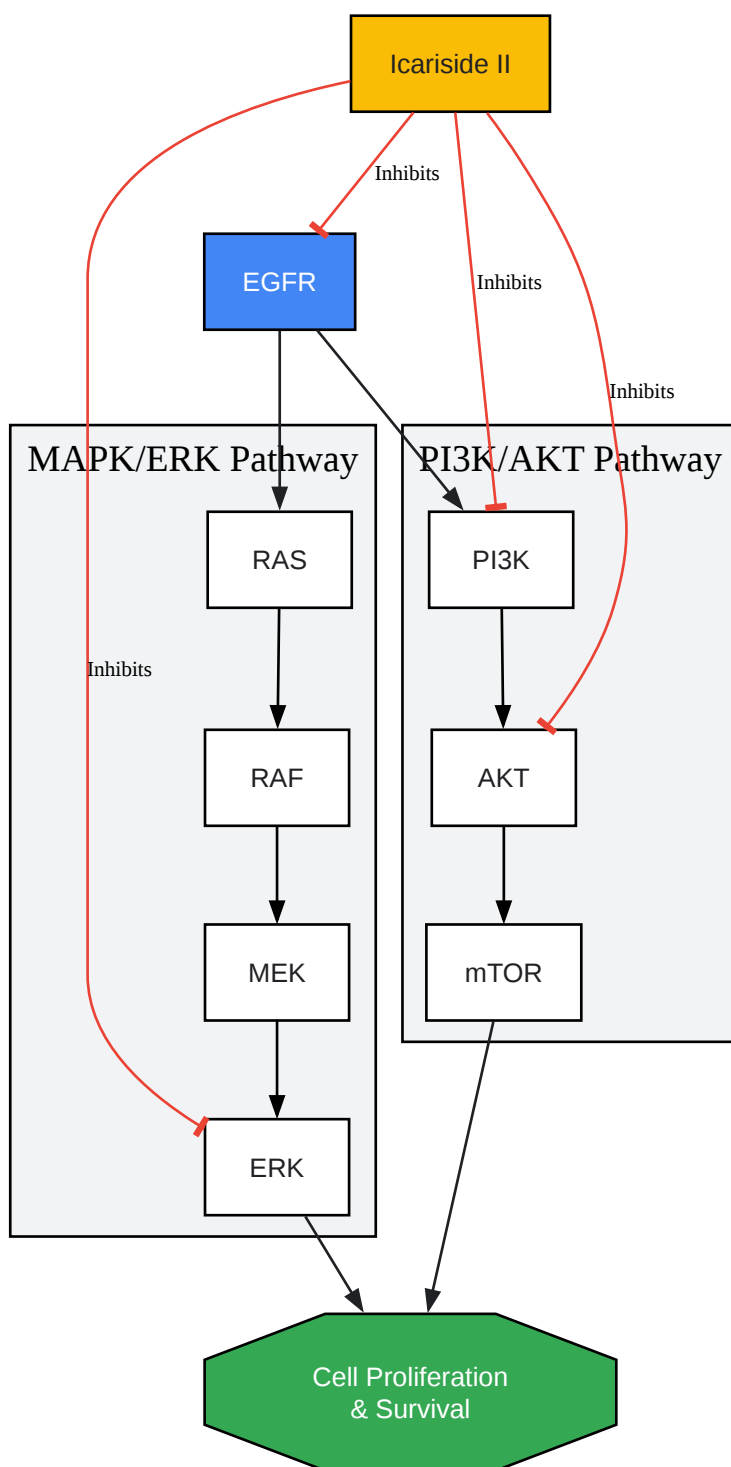 Icariside II
Inhibits
EGFR
Inhibits
Inhibits
MAPK/ERK Pathway
PI3K/AKT Pathway
RAS
PI3K
Inhibits
RAF
AKT
MEK
mTOR
ERK
Cell Proliferation
& Survival